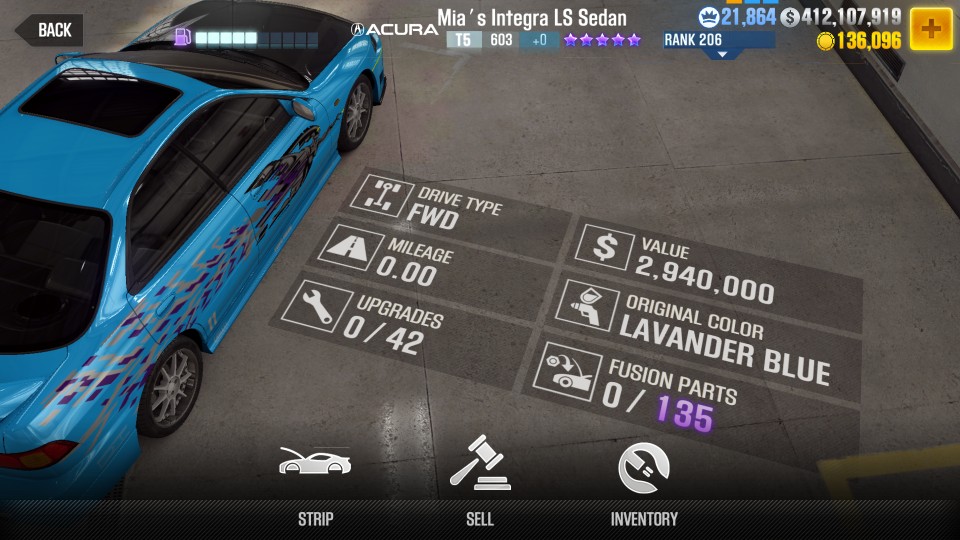 BACK
ACURA
Mia's Integra LS Sedan
T5 603 +0
RANK 206
21,864
412,107,919
136,096
DRIVE TYPE
FWD
MILEAGE
0.00
UPGRADES
0/42
VALUE
2,940,000
ORIGINAL COLOR
LAVANDER BLUE
FUSION PARTS
0/135
STRIP
SELL
INVENTORY